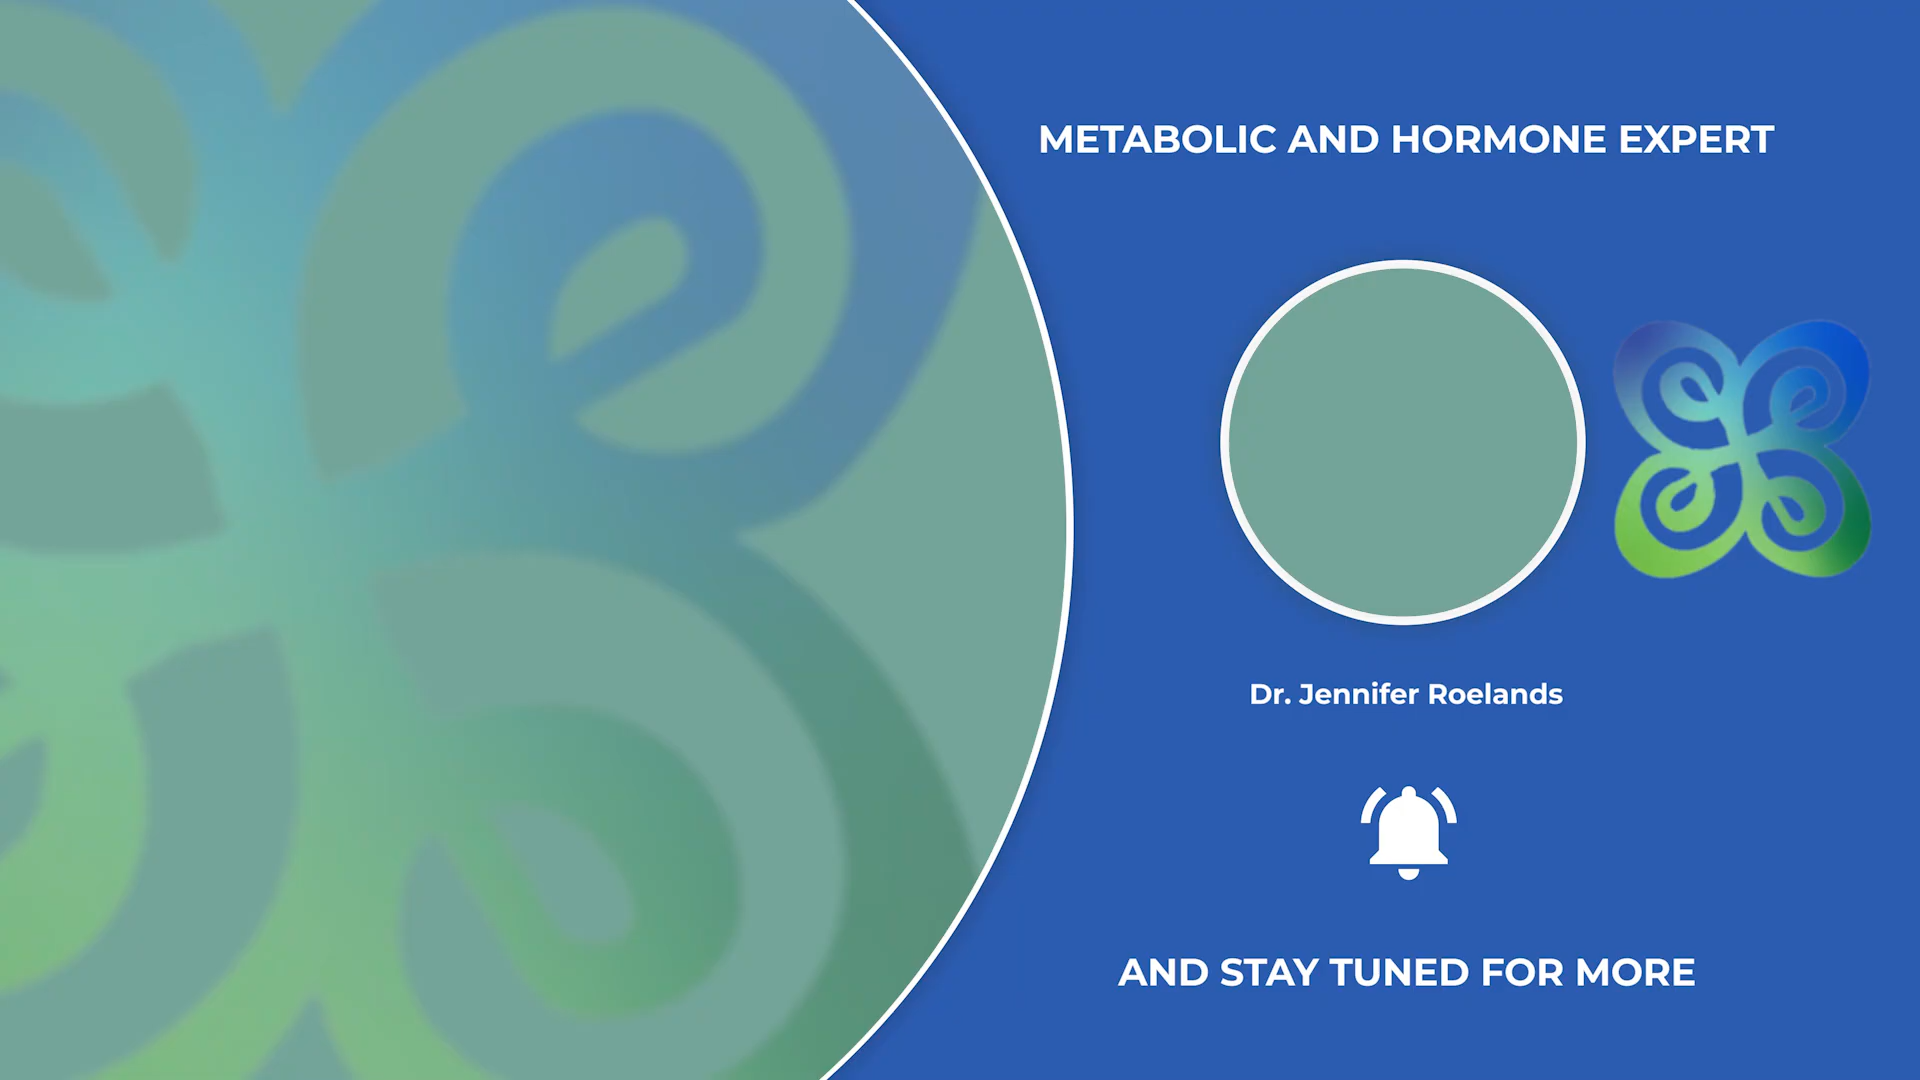 METABOLIC AND HORMONE EXPERT
Dr. Jennifer Roelands
AND STAY TUNED FOR MORE